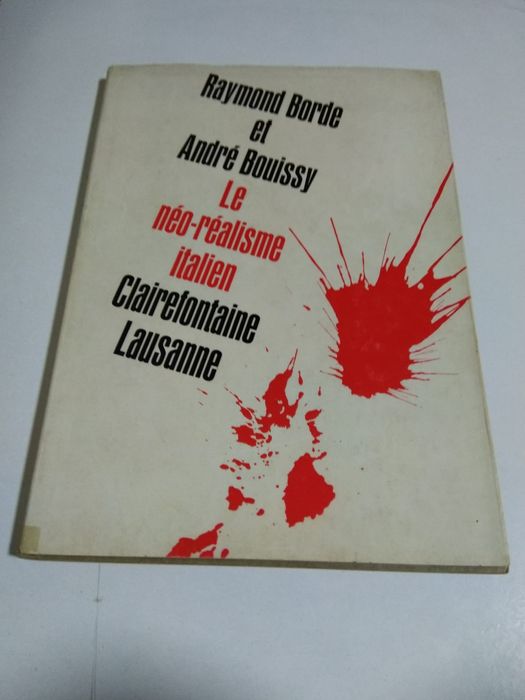 Raymond Borde
et
André Bouissy
Le
néo-réalisme
italien
Clairefontaine
Lausanne